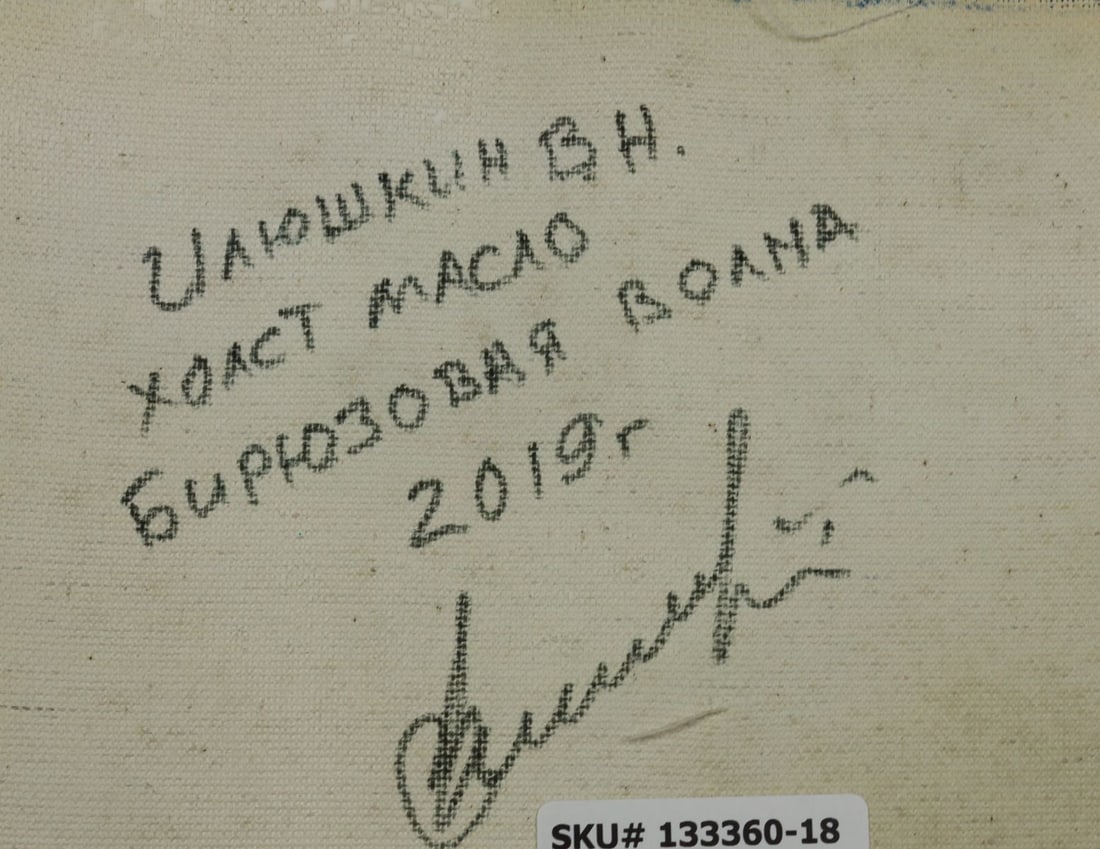 Илюшкин В Н.
холст масло
Бирюзовая волна
2019г
SKU# 133360-18